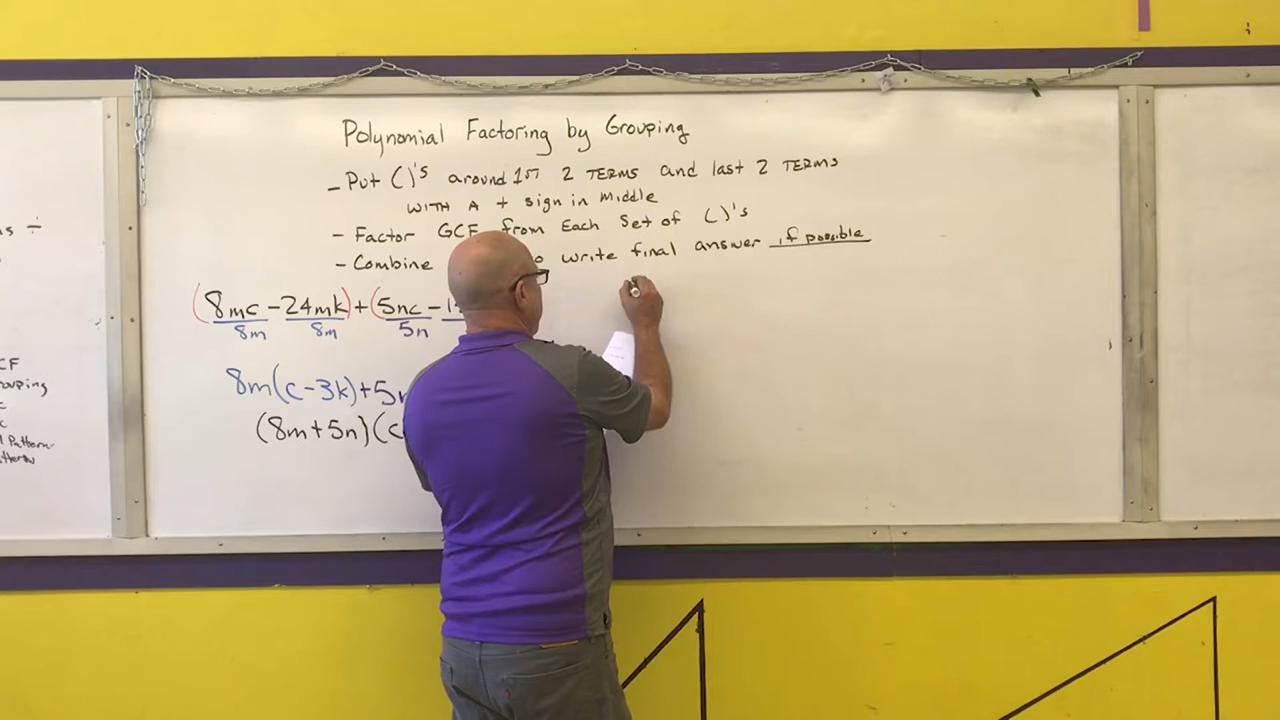 Polynomial Factoring by Grouping
- Put ( )'s around 1st 2 TERMS and last 2 TERMS
WITH A + sign in Middle
- Factor GCF from Each Set of ( )'s
- Combine write final answer if possible
(8mc - 24mk) + (5nc -
8m 8m 5n
8m(c - 3k) + 5
(8m + 5n)(c
÷
CF